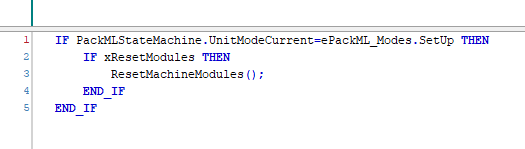 1 IF PackMLStateMachine.UnitModeCurrent=ePackML_Modes.SetUp THEN
2 IF xResetModules THEN
3 ResetMachineModules();
4 END_IF
5 END_IF